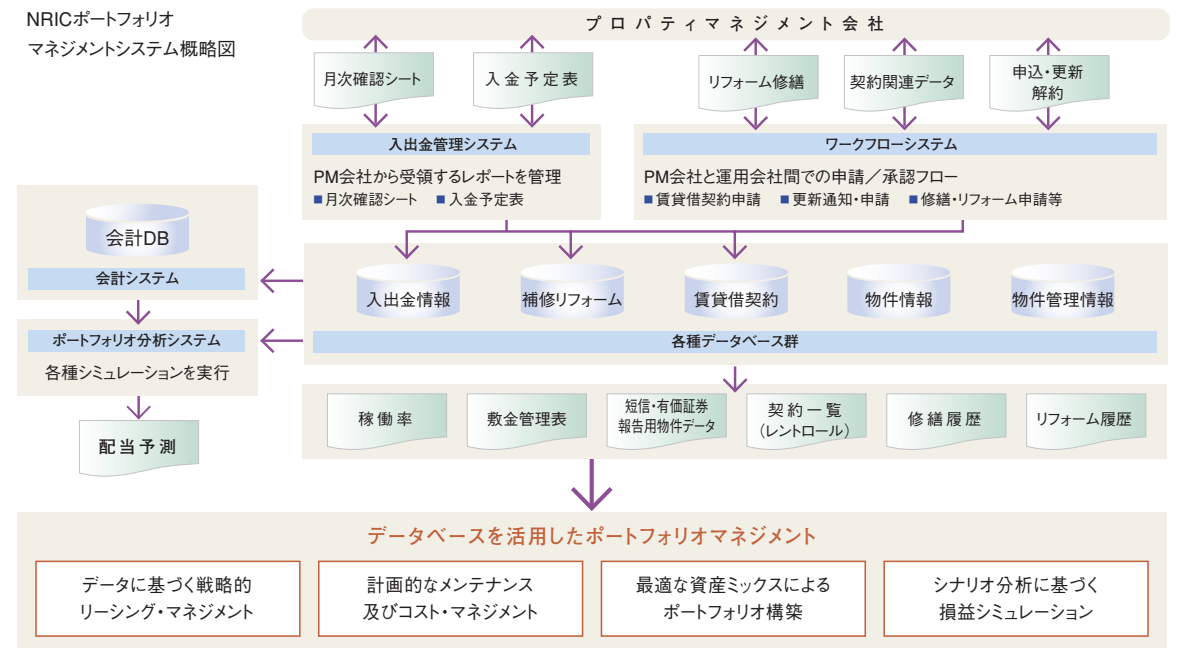 NRICポートフォリオ
マネジメントシステム概略図
プロパティマネジメント会社
月次確認シート
入金予定表
リフォーム修繕
契約関連データ
申込・更新
解約
入出金管理システム
PM会社から受領するレポートを管理
■月次確認シート ■入金予定表
ワークフローシステム
PM会社と運用会社間での申請／承認フロー
■賃貸借契約申請 ■更新通知・申請 ■修繕・リフォーム申請等
会計DB
会計システム
ポートフォリオ分析システム
各種シミュレーションを実行
配当予測
入出金情報
補修リフォーム
賃貸借契約
物件情報
物件管理情報
各種データベース群
稼働率
敷金管理表
短信・有価証券
報告用物件データ
契約一覧
（レントロール）
修繕履歴
リフォーム履歴
データベースを活用したポートフォリオマネジメント
データに基づく戦略的
リーシング・マネジメント
計画的なメンテナンス
及びコスト・マネジメント
最適な資産ミックスによる
ポートフォリオ構築
シナリオ分析に基づく
損益シミュレーション